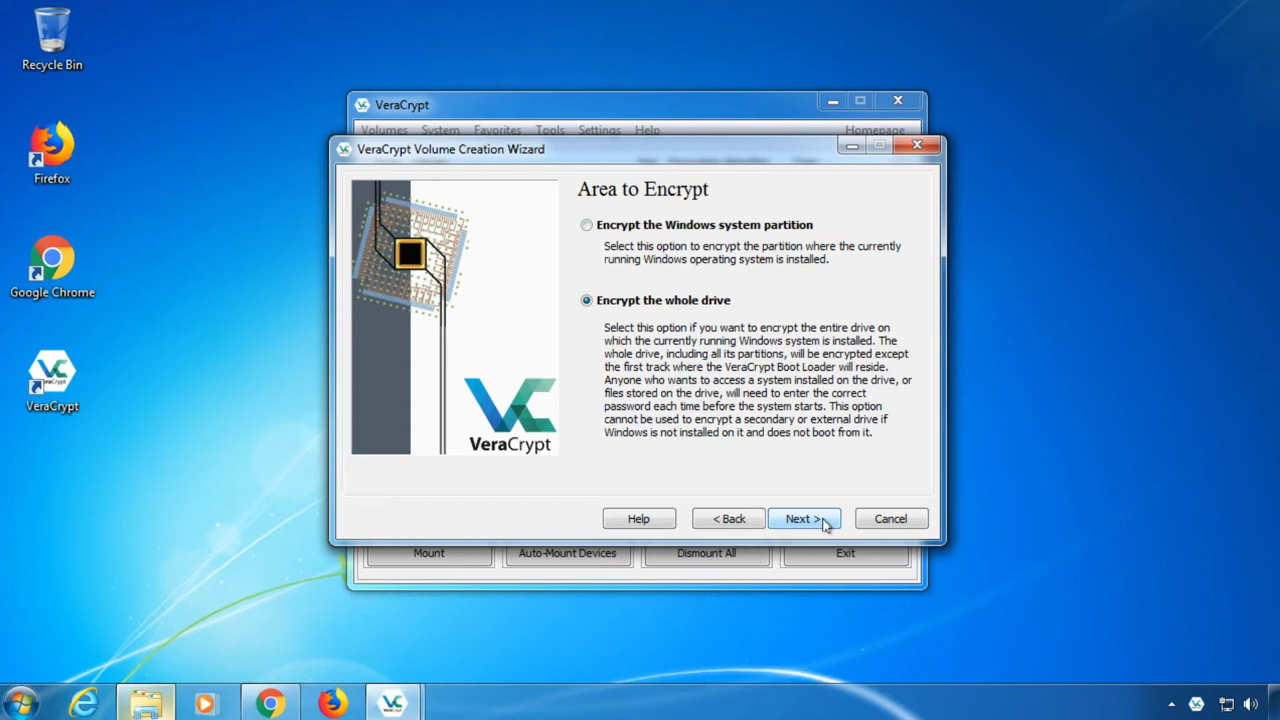 Recycle Bin
Firefox
Google Chrome
VeraCrypt
VeraCrypt
Volumes System Favorites Tools Settings Help Homepage
VeraCrypt Volume Creation Wizard
Area to Encrypt
Encrypt the Windows system partition
Select this option to encrypt the partition where the currently
running Windows operating system is installed.
Encrypt the whole drive
Select this option if you want to encrypt the entire drive on
which the currently running Windows system is installed. The
whole drive, including all its partitions, will be encrypted except
the first track where the VeraCrypt Boot Loader will reside.
Anyone who wants to access a system installed on the drive, or
files stored on the drive, will need to enter the correct
password each time before the system starts. This option
cannot be used to encrypt a secondary or external drive if
Windows is not installed on it and does not boot from it.
VeraCrypt
Help < Back Next > Cancel
Mount Auto-Mount Devices Dismount All Exit